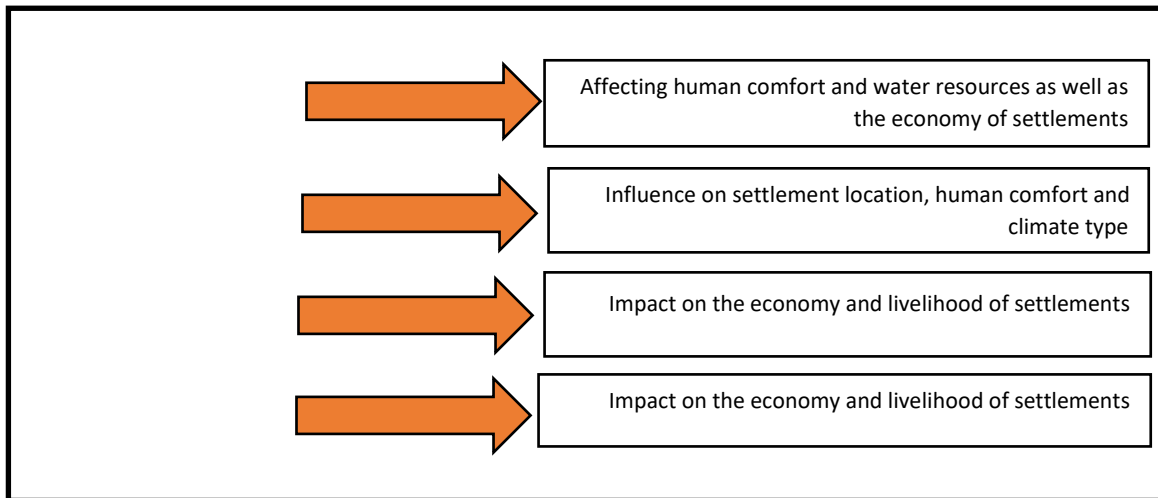 Affecting human comfort and water resources as well as
the economy of settlements
Influence on settlement location, human comfort and
climate type
Impact on the economy and livelihood of settlements
Impact on the economy and livelihood of settlements